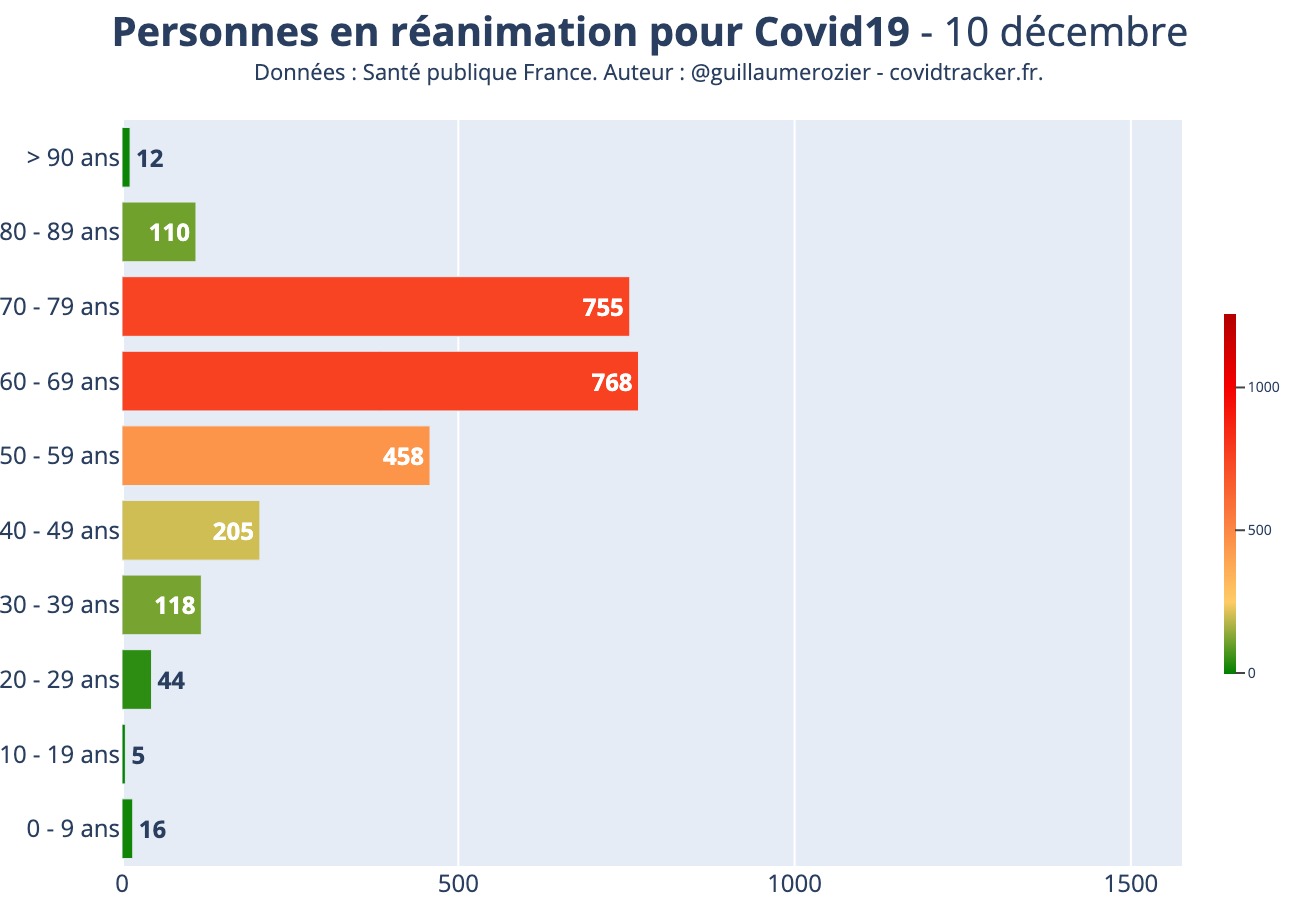 Personnes en réanimation pour Covid19 - 10 décembre
Données : Santé publique France. Auteur : @guillaumerozier - covidtracker.fr.
> 90 ans 12
80 - 89 ans 110
70 - 79 ans 755
60 - 69 ans 768
50 - 59 ans 458
40 - 49 ans 205
30 - 39 ans 118
20 - 29 ans 44
10 - 19 ans 5
0 - 9 ans 16
0 500 1000 1500
1000
500
0